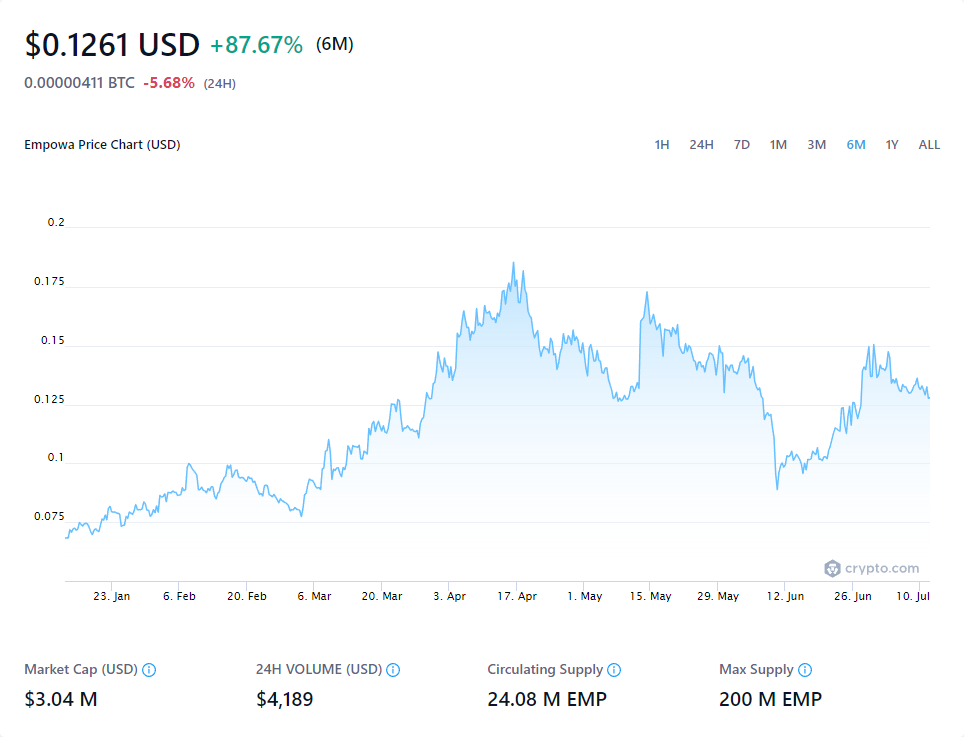 $0.1261 USD +87.67% (6M)
0.00000411 BTC -5.68% (24H)
Empowa Price Chart (USD) 1H 24H 7D 1M 3M 6M 1Y ALL
0.2
0.175
0.15
0.125
0.1
0.075
crypto.com
23. Jan 6. Feb 20. Feb 6. Mar 20. Mar 3. Apr 17. Apr 1. May 15. May 29. May 12. Jun 26. Jun 10. Jul
Market Cap (USD) 24H VOLUME (USD) Circulating Supply Max Supply
$3.04 M $4,189 24.08 M EMP 200 M EMP